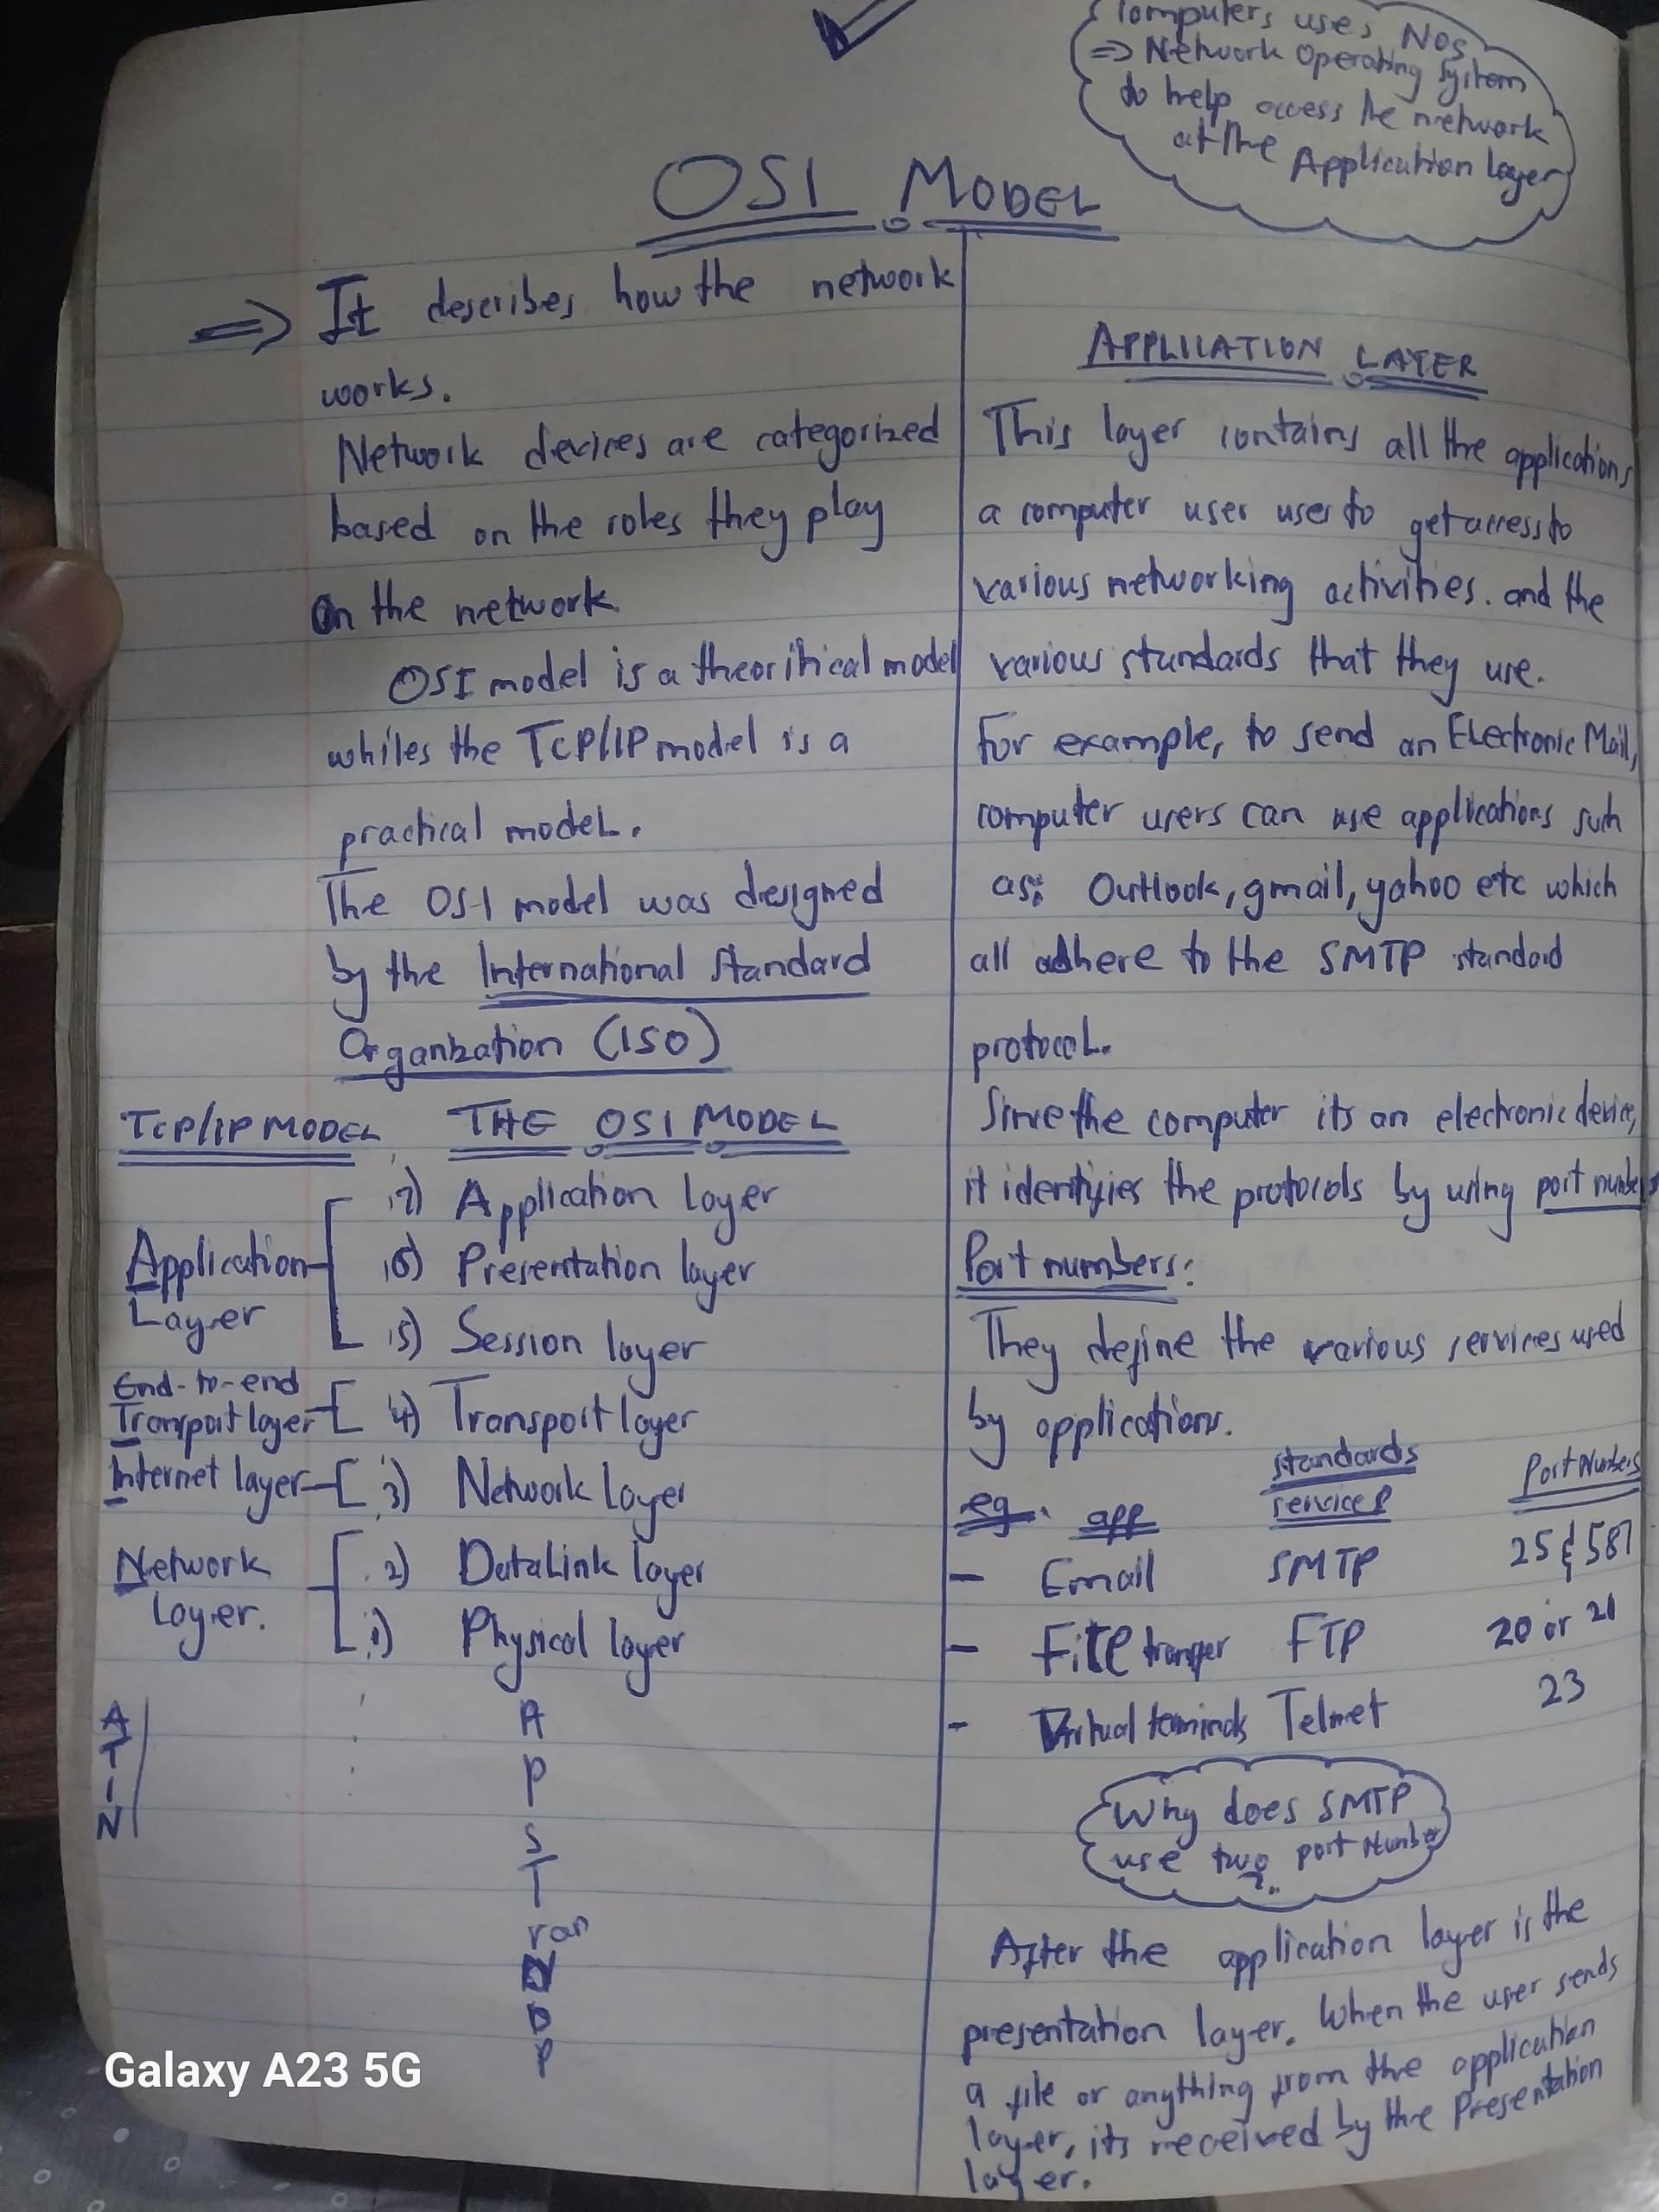 Computers uses NOS
=> Network Operating System
to help access the network
at the Application layer
OSI MODEL
=> It describes how the network
works.
Network devices are categorized
based on the roles they play
On the network
OSI model is a theoritical model
whiles the TCP/IP model is a
practical model.
The OSI model was designed
by the International Standard
Organization (ISO)
TCP/IP MODEL THE OSI MODEL
7) Application layer
Application Layer
6) Presentation layer
5) Session layer
End-to-end
Transport layer 4) Transport layer
Internet layer 3) Network Layer
Network Layer.
2) DataLink layer
1) Physical layer
A
T
I
N
A
P
S
T
ran
N
D
P
APPLICATION LAYER
This layer contains all the applications
a computer user uses to get access to
various networking activities. and the
various standards that they use.
For example, to send an Electronic Mail,
computer users can use applications such
as: Outlook, gmail, yahoo etc which
all adhere to the SMTP standard
protocol.
Since the computer its an electronic device,
it identifies the protocols by using port numbers
Port numbers:
They define the various services used
by applications.
eg. app standards services Port Numbers
- Email SMTP 25 & 587
- File transfer FTP 20 or 21
- Virtual terminals Telnet 23
Why does SMTP
use two port Number
?
After the application layer is the
presentation layer. When the user sends
a file or anything from the application
layer, its received by the Presentation
layer.
Galaxy A23 5G